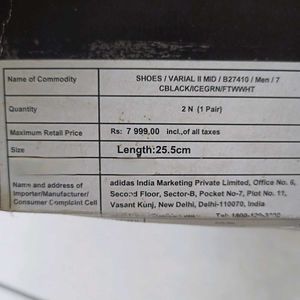 Name of Commodity
SHOES / VARIAL II MID / B27410 / Men / 7
CBLACK/ICEGRN/FTWWHT
Quantity
2 N (1 Pair)
Maximum Retail Price
Rs: 7 999,00 incl.,of all taxes
Size
Length:25.5cm
Name and address of
Importer/Manufacturer/
Consumer Complaint Cell
adidas India Marketing Private Limited, Office No. 6,
Second Floor, Sector-B, Pocket No-7, Plot No. 11,
Vasant Kunj, New Delhi, Delhi-110070, India